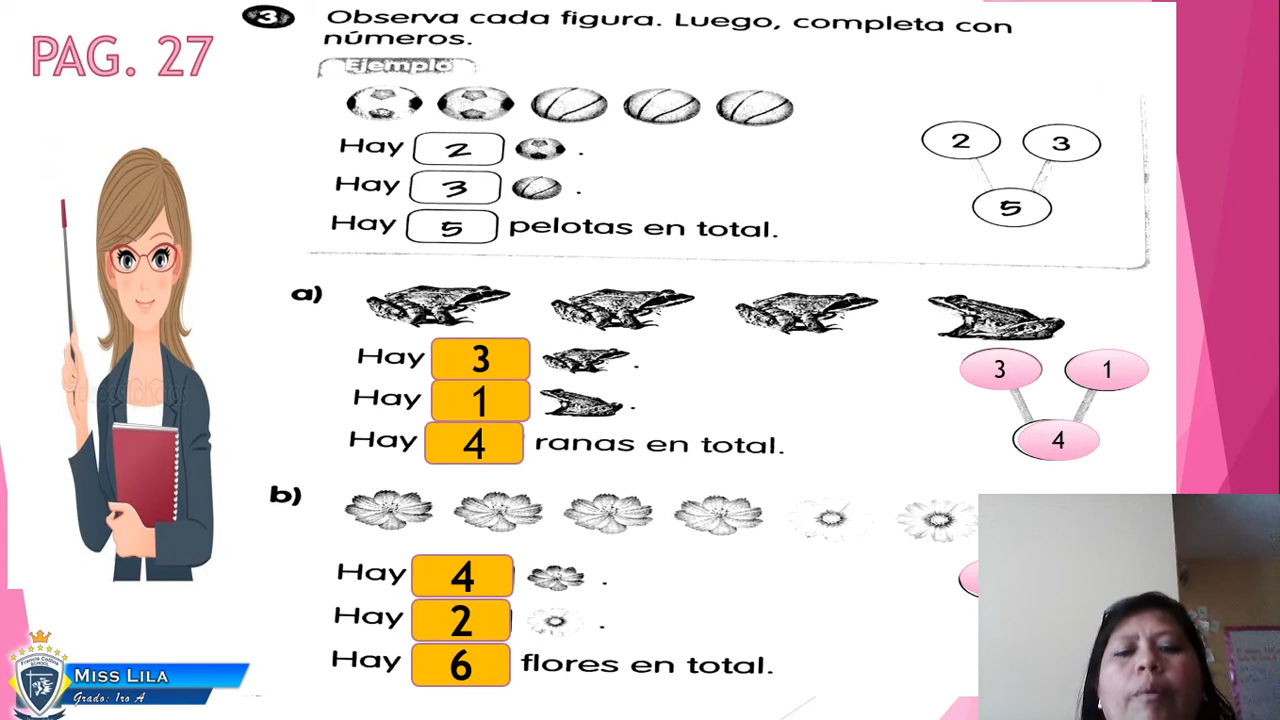 PAG. 27
3 Observa cada figura. Luego, completa con
números.
Ejemplo
Hay 2 .
Hay 3 .
Hay 5 pelotas en total.
2 3
5
a)
Hay 3 .
Hay 1 .
Hay 4 ranas en total.
3 1
4
b)
Hay 4 .
Hay 2 .
Hay 6 flores en total.
Miss Lila
Grado: 1ro A